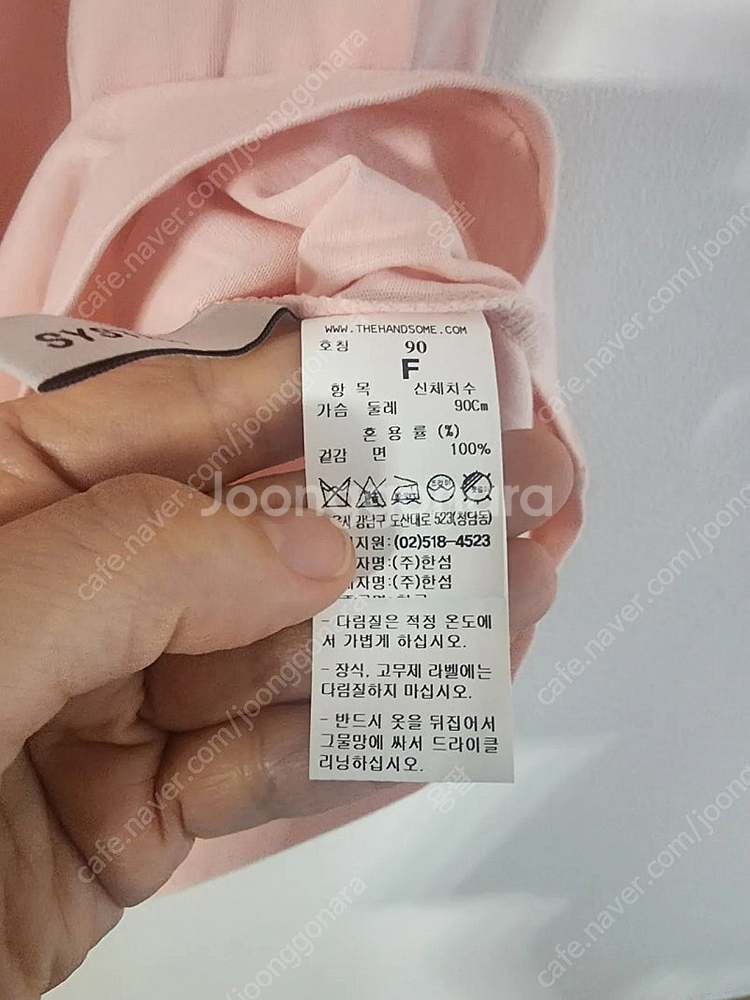 WWW.THEHANDSOME.COM
호칭 90
F
항 목 신체치수
가슴 둘레 90Cm
혼 용 률 (%)
겉감 면 100%
강남구 도산대로 523(청담동)
지원:(02)518-4523
자명:(주)한섬
자명:(주)한섬
- 다림질은 적정 온도에
서 가볍게 하십시오.
- 장식, 고무제 라벨에는
다림질하지 마십시오.
- 반드시 옷을 뒤집어서
그물망에 싸서 드라이클
리닝하십시오.
Joonggonara
cafe.naver.com/joonggonara